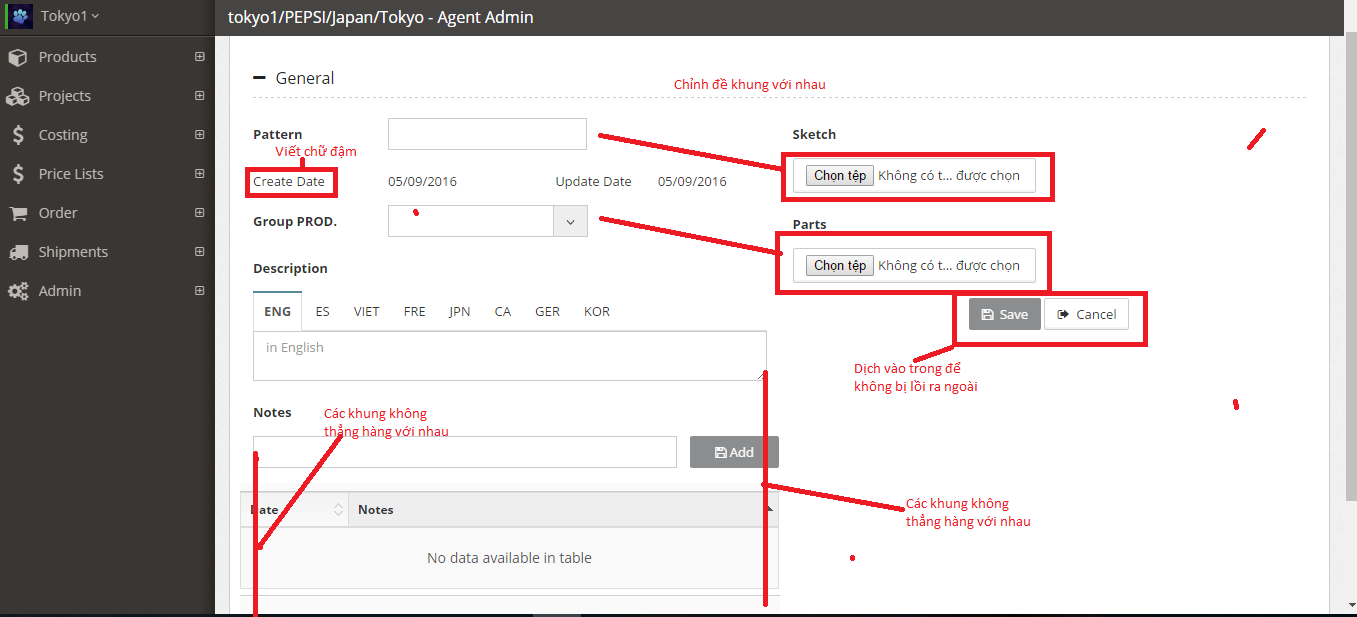 Tokyo1
tokyo1/PEPSI/Japan/Tokyo - Agent Admin
Products
Projects
Costing
Price Lists
Order
Shipments
Admin
General
Chỉnh đề khung với nhau
Pattern
Sketch
Viết chữ đậm
Chọn tệp Không có t... được chọn
Create Date 05/09/2016 Update Date 05/09/2016
Group PROD.
Parts
Chọn tệp Không có t... được chọn
Description
ENG ES VIET FRE JPN CA GER KOR
Save Cancel
in English
Dịch vào trong để
không bị lồi ra ngoài
Notes
Các khung không
thẳng hàng với nhau
Add
Các khung không
thẳng hàng với nhau
Date Notes
No data available in table